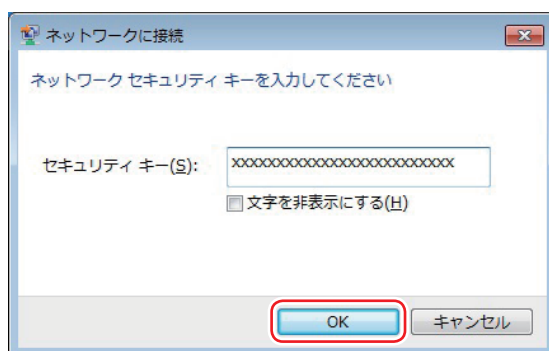 ネットワークに接続
ネットワーク セキュリティ キーを入力してください
セキュリティ キー(S): xxxxxxxxxxxxxxxxxxxxxxxxx
文字を非表示にする(H)
OK キャンセル